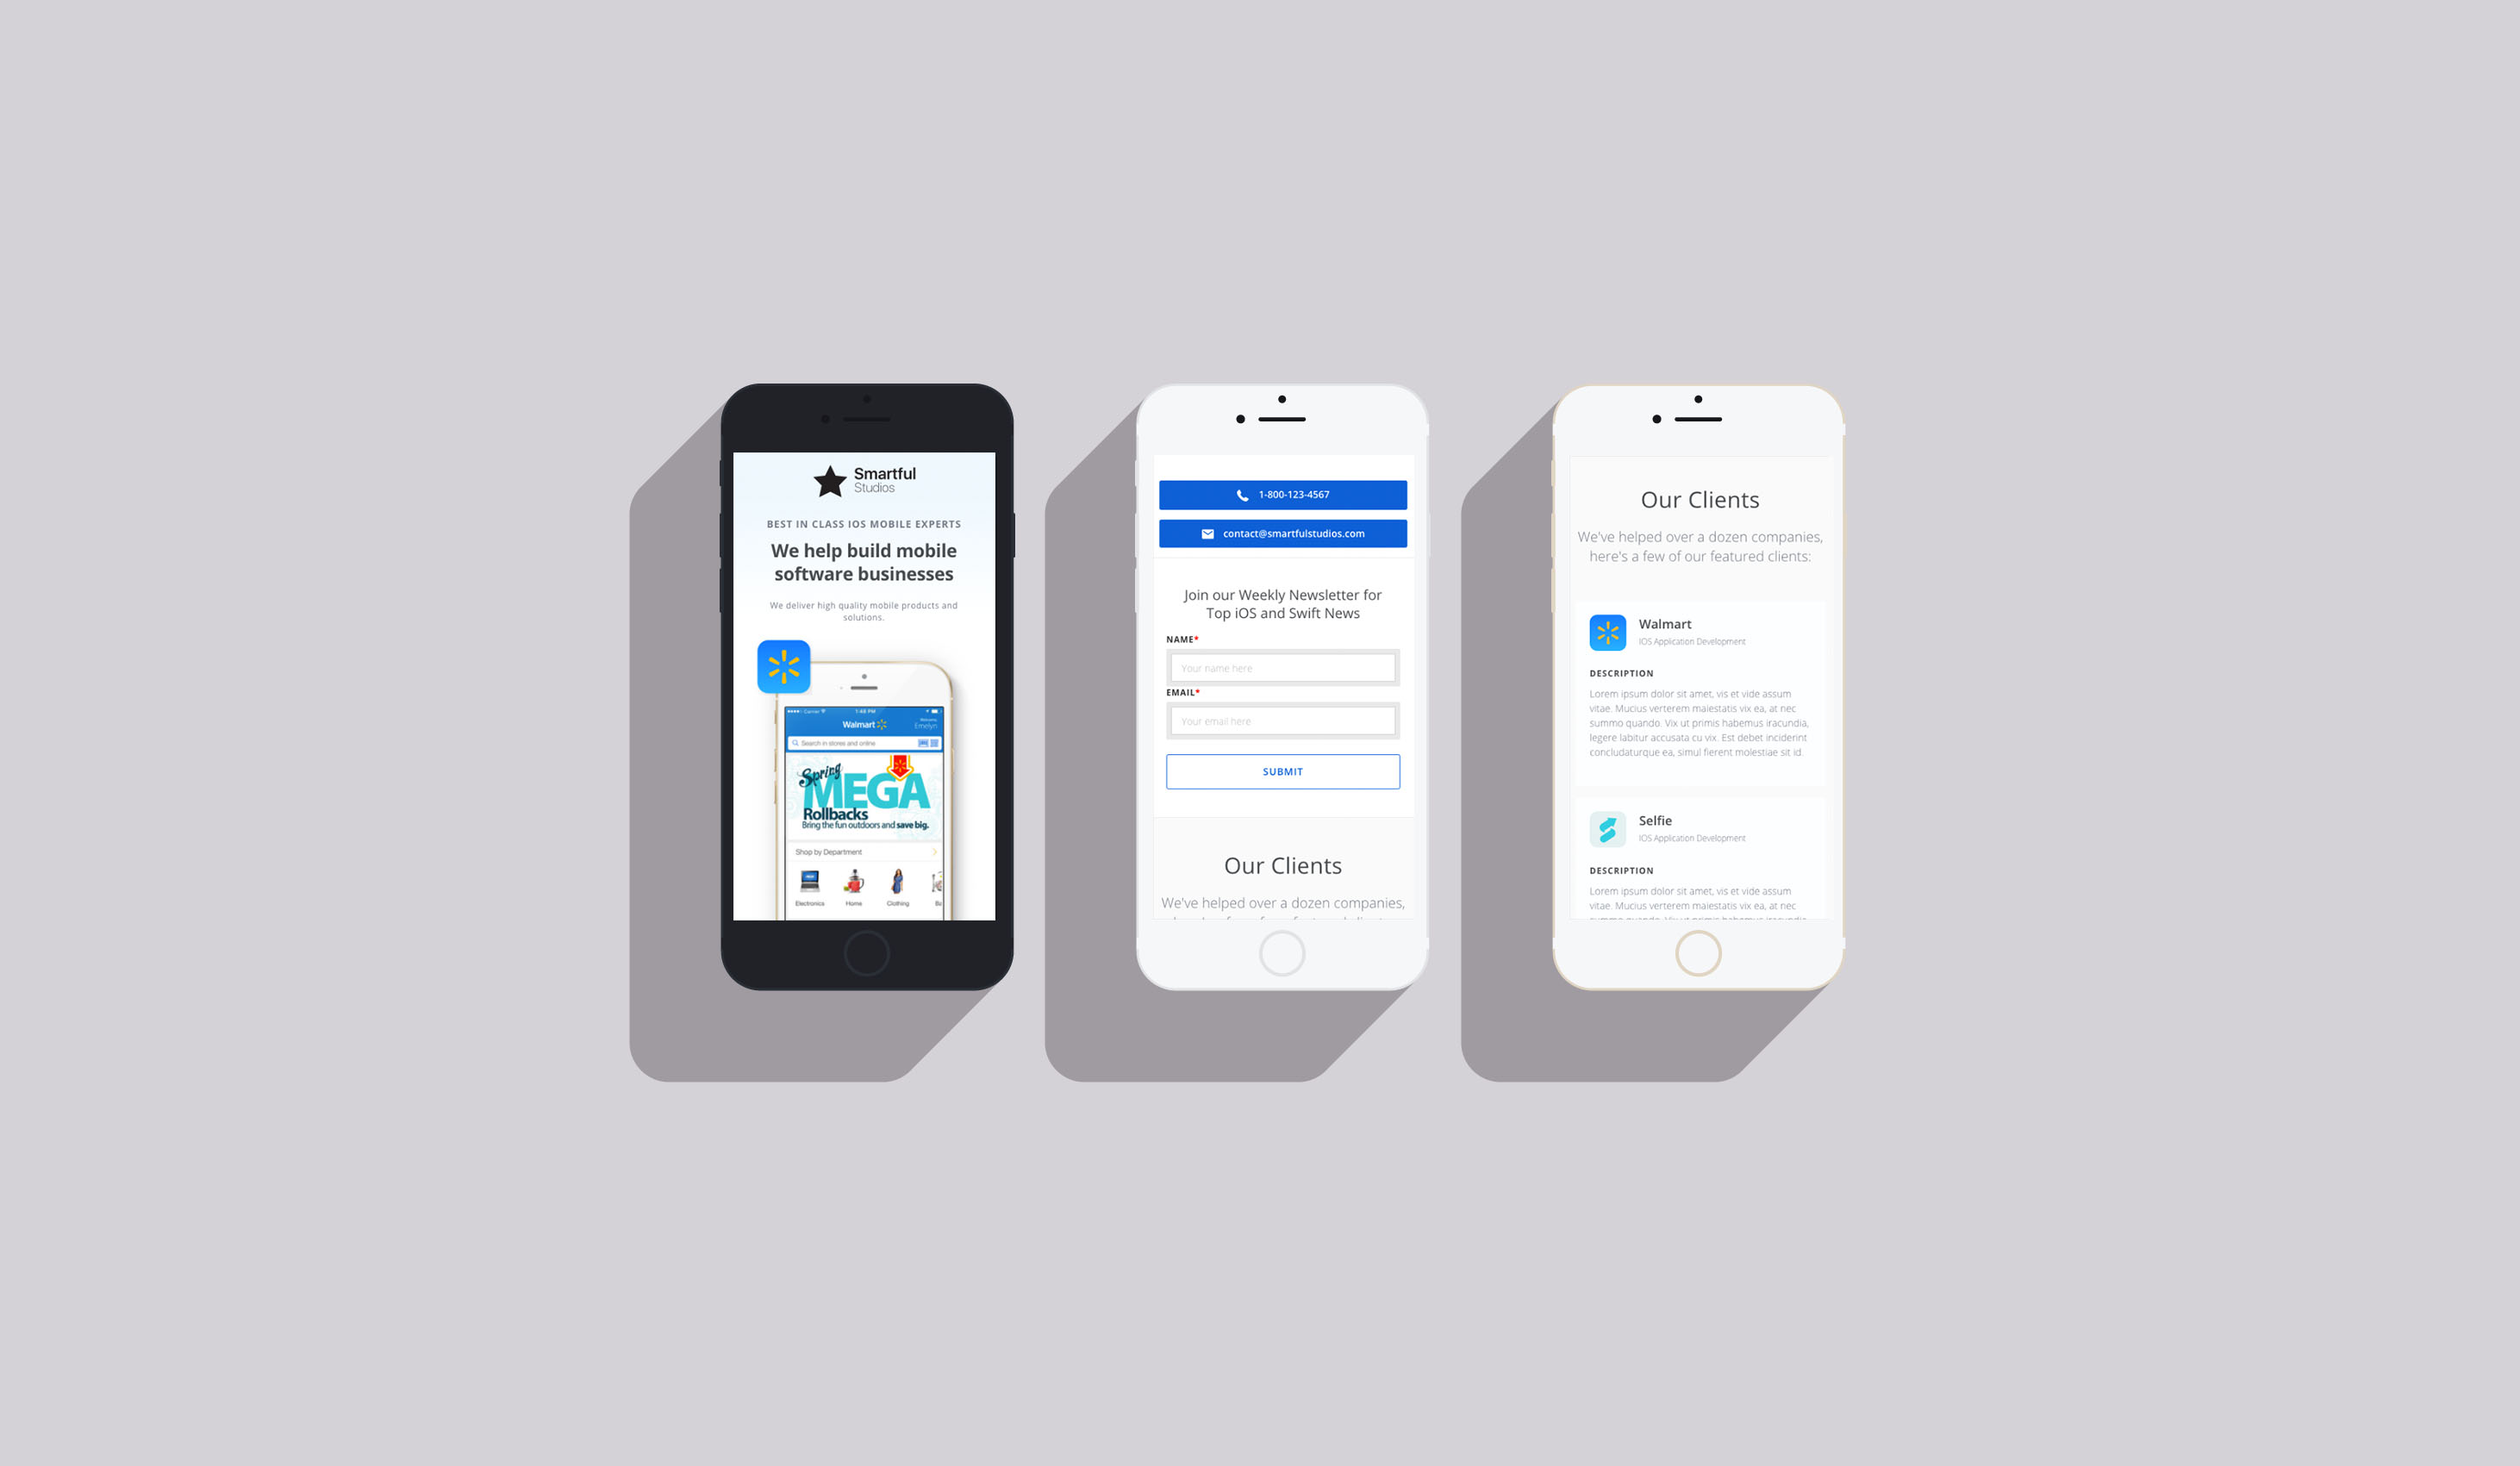 Smartful
Studios
BEST IN CLASS IOS MOBILE EXPERTS
We help build mobile
software businesses
We deliver high quality mobile products and
solutions.
Carrier
1:48 PM
Walmart
Welcome,
Emelyn
Search in stores and online
Spring
MEGA
Rollbacks
Bring the fun outdoors and save big.
Shop by Department
Electronics
Home
Clothing
1-800-123-4567
contact@smartfulstudios.com
Join our Weekly Newsletter for
Top iOS and Swift News
NAME*
Your name here
EMAIL*
Your email here
SUBMIT
Our Clients
We've helped over a dozen companies,
Our Clients
We've helped over a dozen companies,
here's a few of our featured clients:
Walmart
IOS Application Development
DESCRIPTION
Lorem ipsum dolor sit amet, vis et vide assum
vitae. Mucius verterem maiestatis vix ea, at nec
summo quando. Vix ut primis habemus iracundia,
legere labitur accusata cu vix. Est debet inciderint
concludaturque ea, simul fierent molestiae sit id.
Selfie
IOS Application Development
DESCRIPTION
Lorem ipsum dolor sit amet, vis et vide assum
vitae. Mucius verterem maiestatis vix ea, at nec